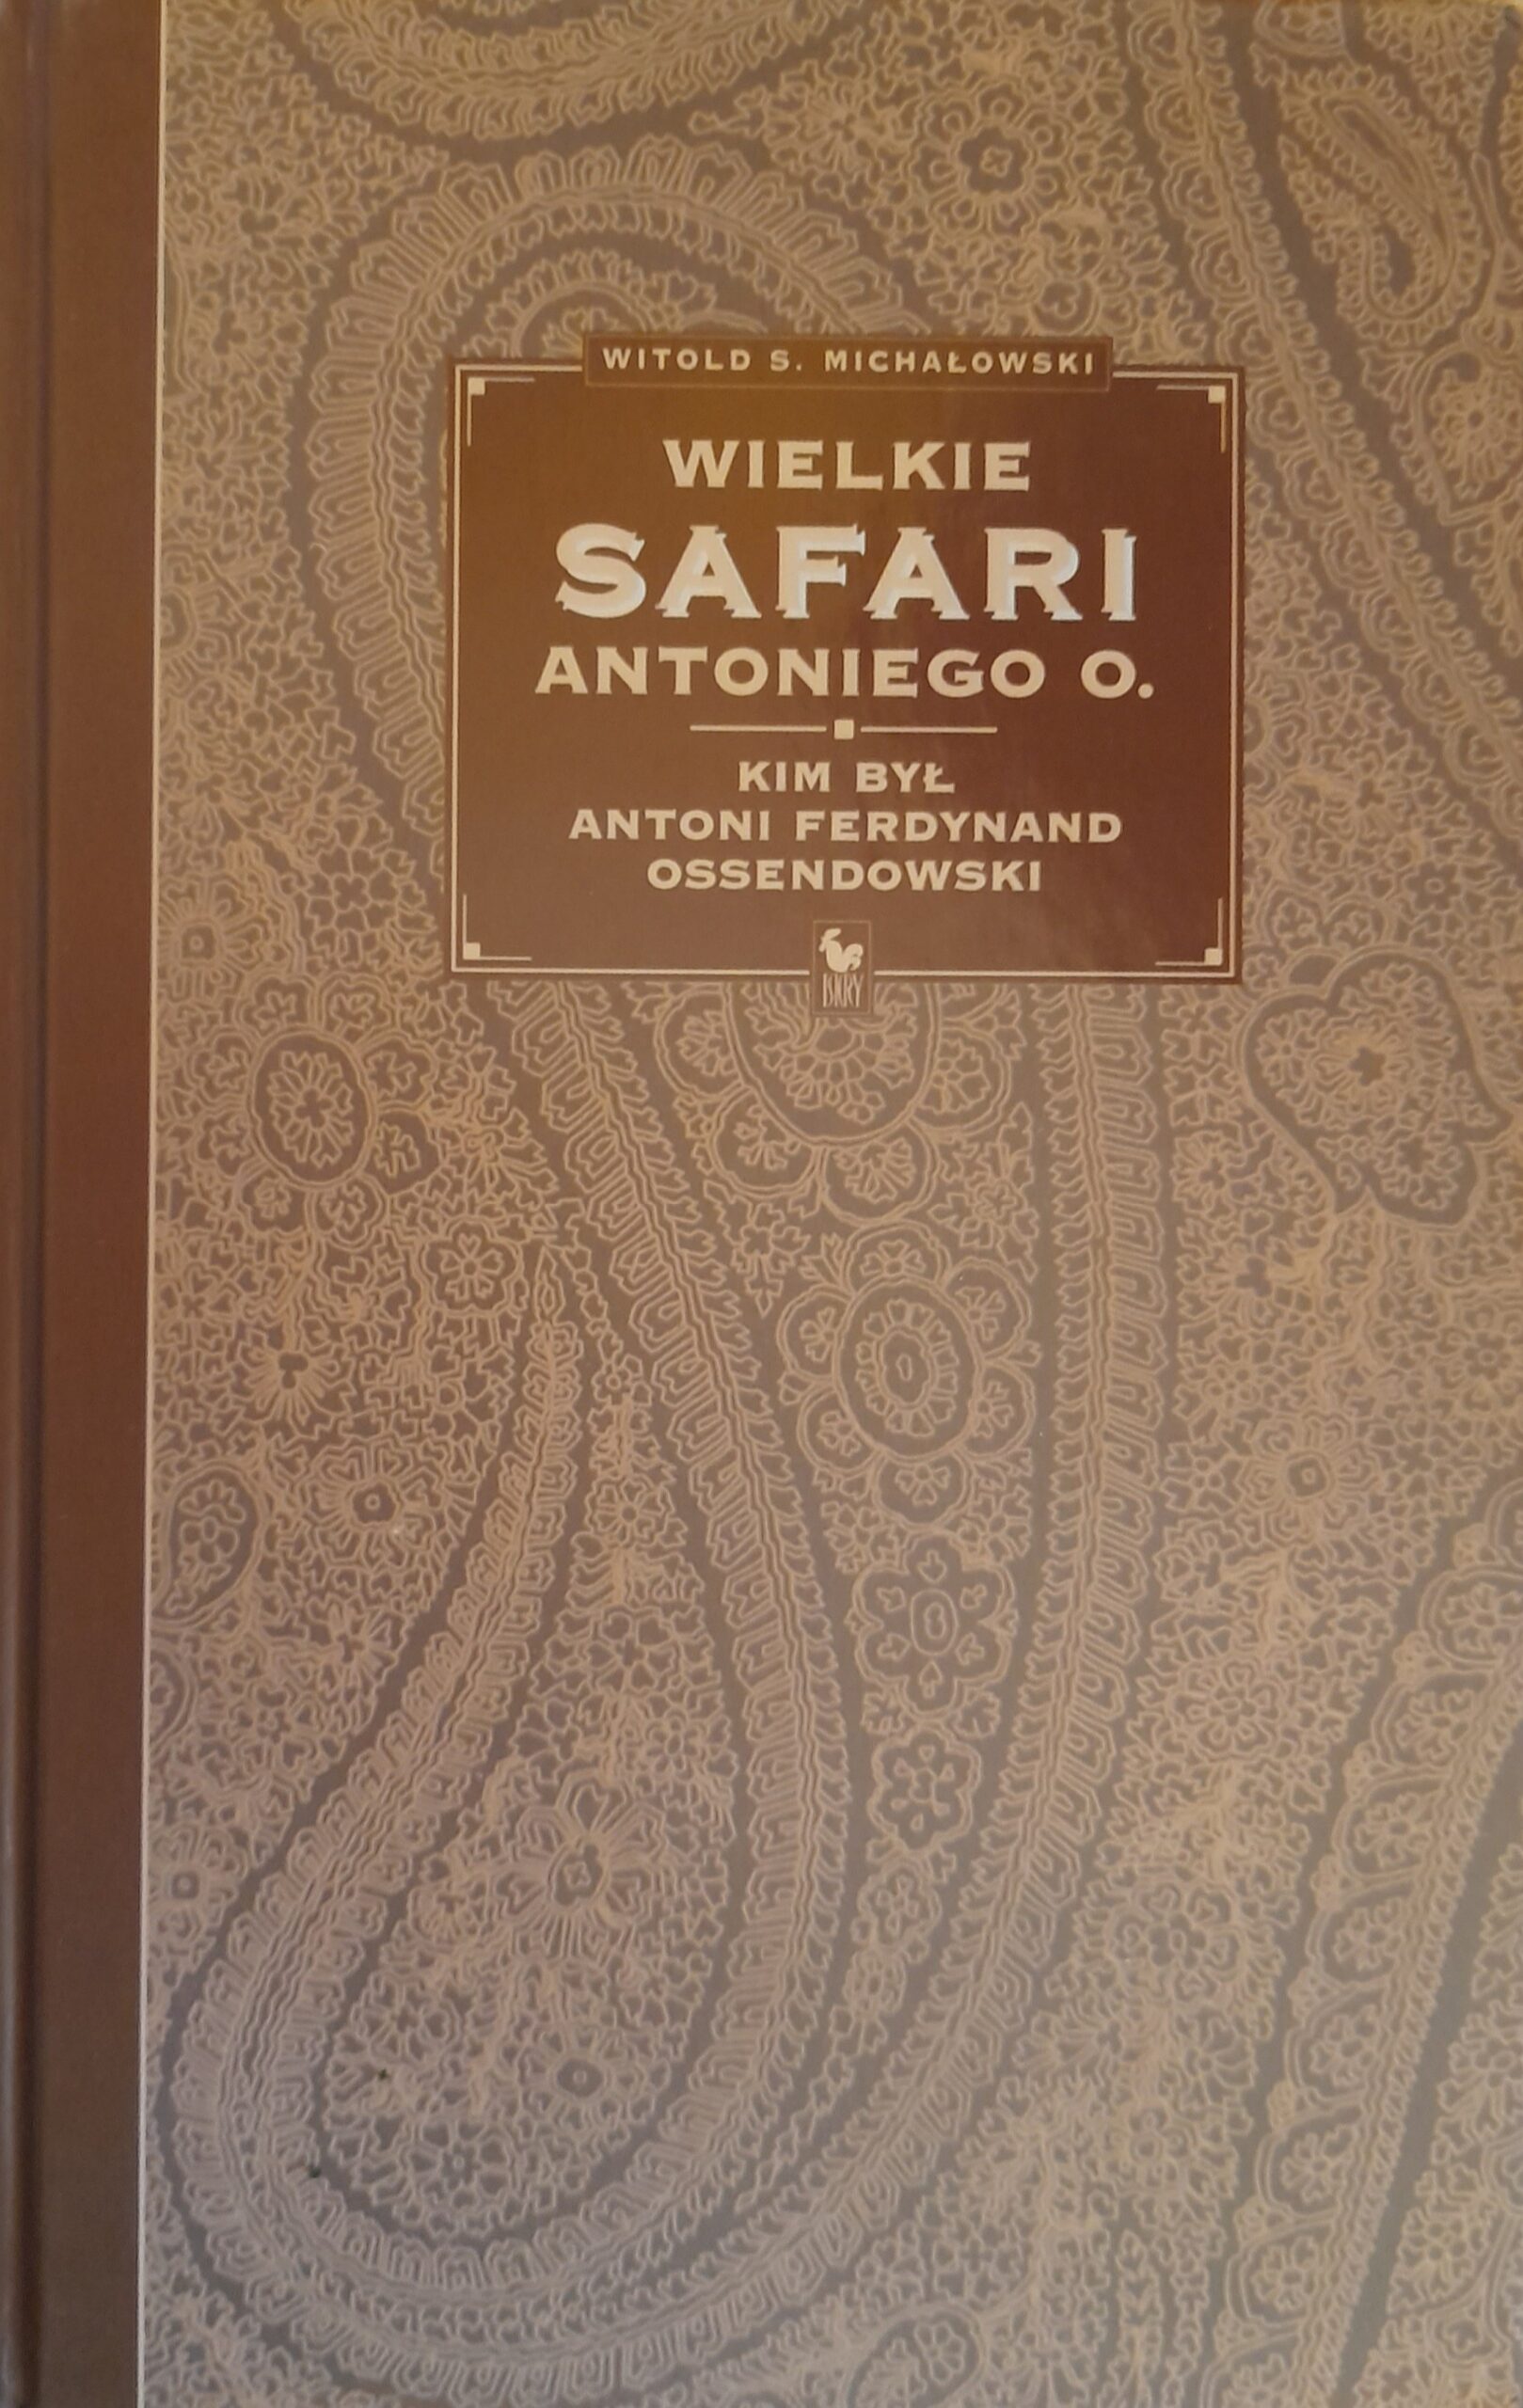 WITOLD S. MICHAŁOWSKI
WIELKIE
SAFARI
ANTONIEGO O.
KIM BYŁ
ANTONI FERDYNAND
OSSENDOWSKI
ISKRY